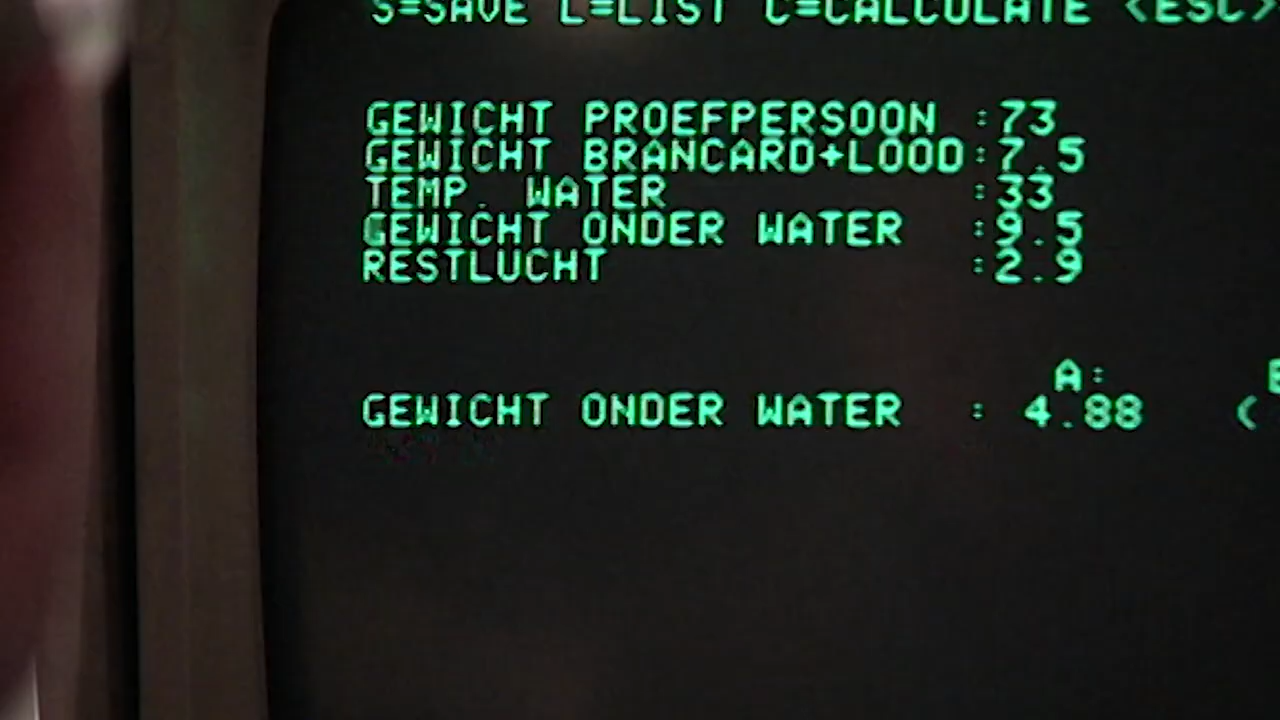 S=SAVE L=LIST C=CALCULATE <ESC>
GEWICHT PROEFPERSOON :73
GEWICHT BRANCARD+LOOD:7.5
TEMP. WATER :33
GEWICHT ONDER WATER :9.5
RESTLUCHT :2.9
A:
GEWICHT ONDER WATER : 4.88 (